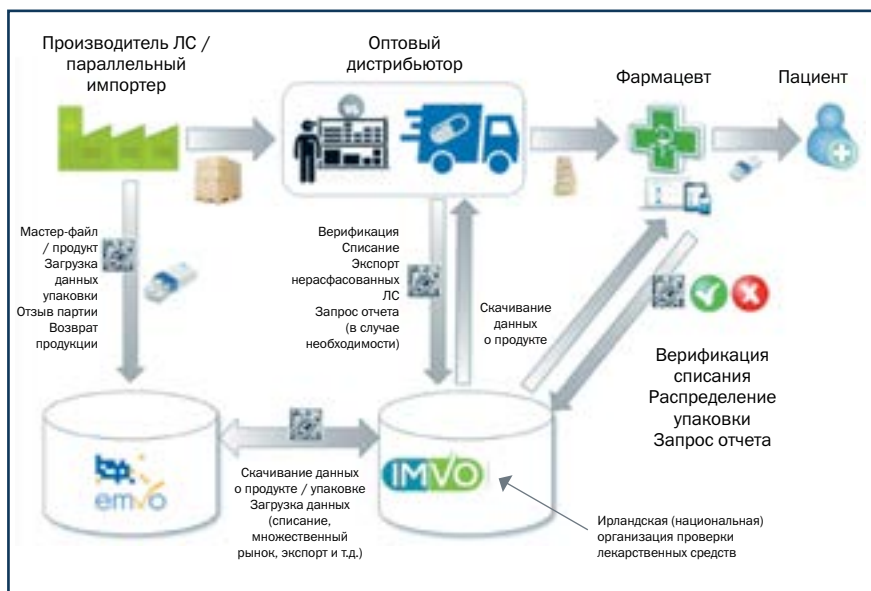 Производитель ЛС /
параллельный
импортер
Оптовый
дистрибьютор
Фармацевт
Пациент
Мастер-файл
/ продукт
Загрузка
данных
упаковки
Отзыв партии
Возврат
продукции
Верификация
Списание
Экспорт
нерасфасованных
ЛС
Запрос отчета
(в случае
необходимости)
Скачивание
данных
о продукте
Верификация
списания
Распределение
упаковки
Запрос отчета
emvo
Скачивание данных
о продукте / упаковке
Загрузка данных
(списание,
множественный
рынок, экспорт и т.д.)
IMVO
Ирландская (национальная)
организация проверки
лекарственных средств